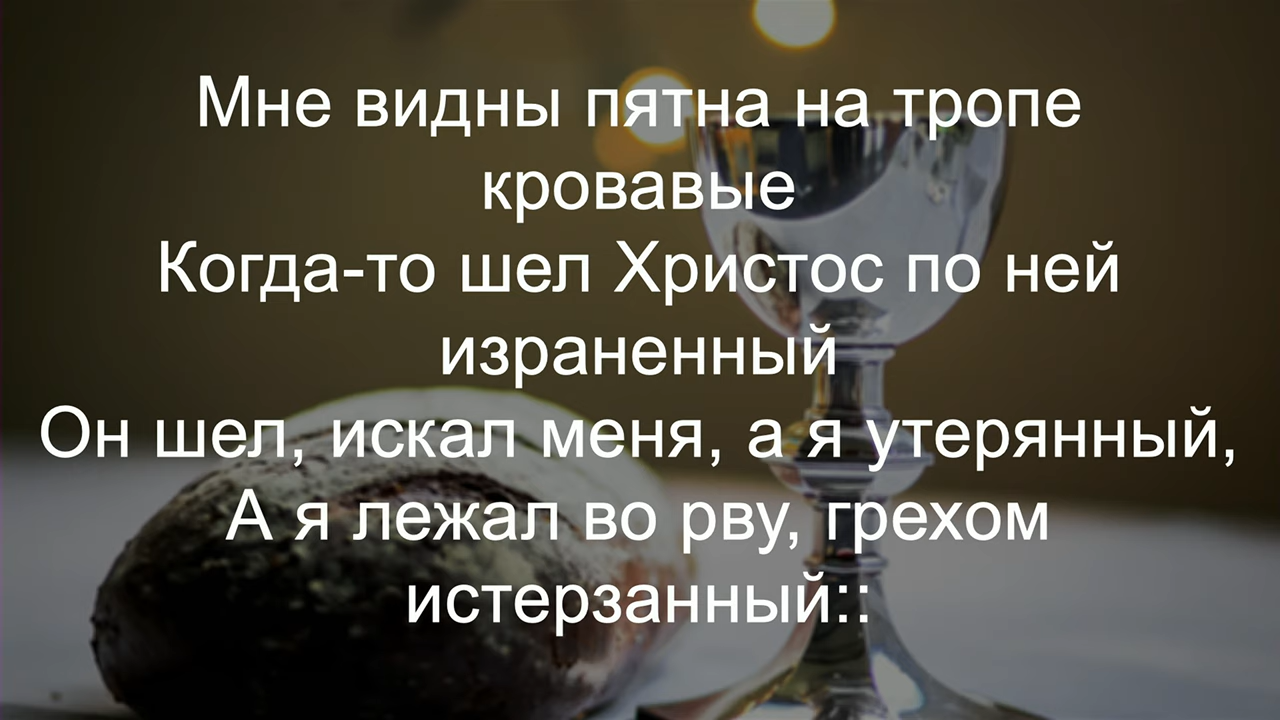 Мне видны пятна на тропе
кровавые
Когда-то шел Христос по ней
израненный
Он шел, искал меня, а я утерянный,
А я лежал во рву, грехом
истерзанный::